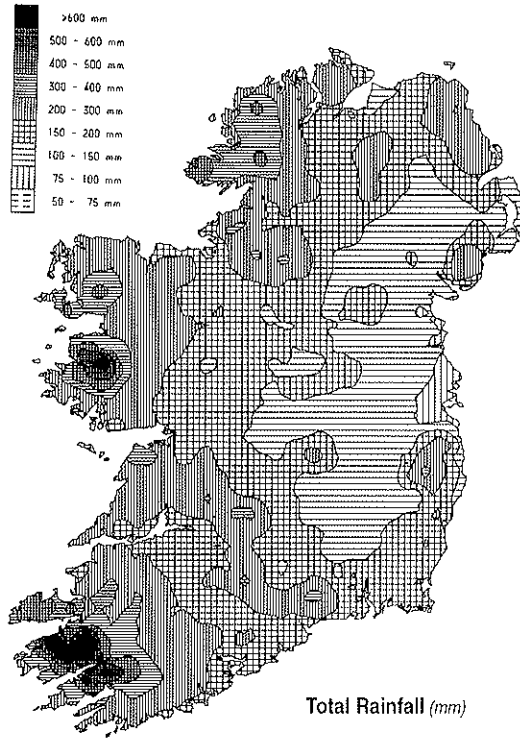 >600 mm
500 - 600 mm
400 - 500 mm
300 - 400 mm
200 - 300 mm
150 - 200 mm
100 - 150 mm
75 - 100 mm
50 - 75 mm
Total Rainfall (mm)